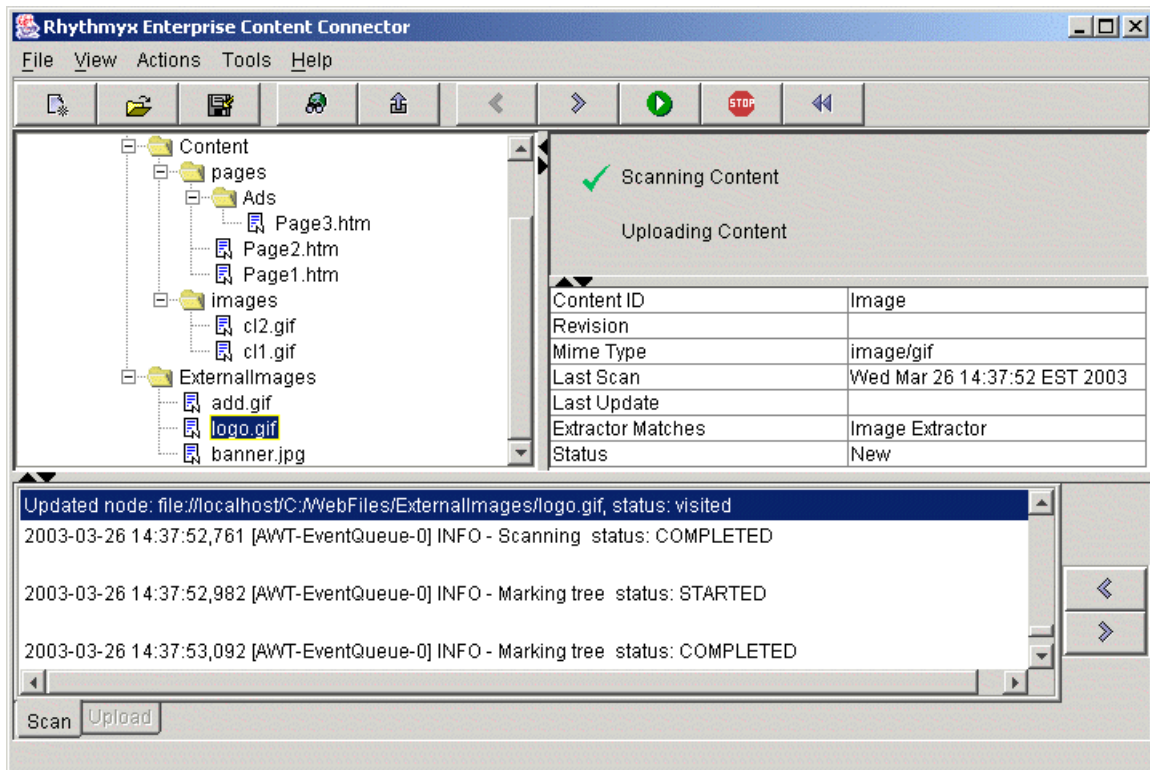 Rhythmyx Enterprise Content Connector
File View Actions Tools Help
STOP
Content
pages
Ads
Page3.htm
Page2.htm
Page1.htm
images
cl2.gif
cl1.gif
ExternalImages
add.gif
logo.gif
banner.jpg
Scanning Content
Uploading Content
Content ID Image
Revision
Mime Type image/gif
Last Scan Wed Mar 26 14:37:52 EST 2003
Last Update
Extractor Matches Image Extractor
Status New
Updated node: file://localhost/C:/WebFiles/ExternalImages/logo.gif, status: visited
2003-03-26 14:37:52,761 [AWT-EventQueue-0] INFO - Scanning  status: COMPLETED
2003-03-26 14:37:52,982 [AWT-EventQueue-0] INFO - Marking tree  status: STARTED
2003-03-26 14:37:53,092 [AWT-EventQueue-0] INFO - Marking tree  status: COMPLETED
Scan Upload